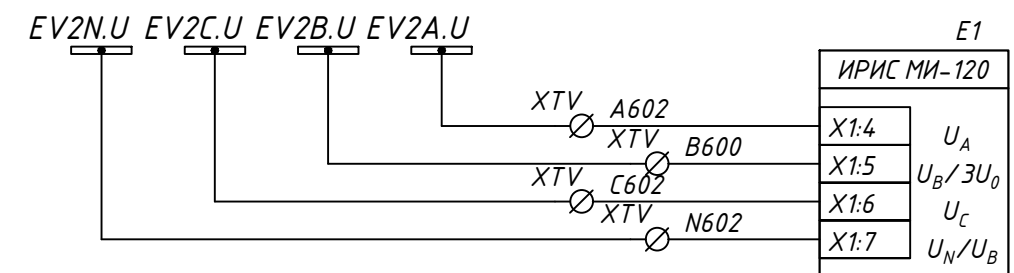 EV2N.U EV2C.U EV2B.U EV2A.U
E1
ИРИС МИ-120
XTV A602
X1:4 U_A
XTV B600
X1:5 U_B/3U_0
XTV C602
X1:6 U_C
XTV N602
X1:7 U_N/U_B